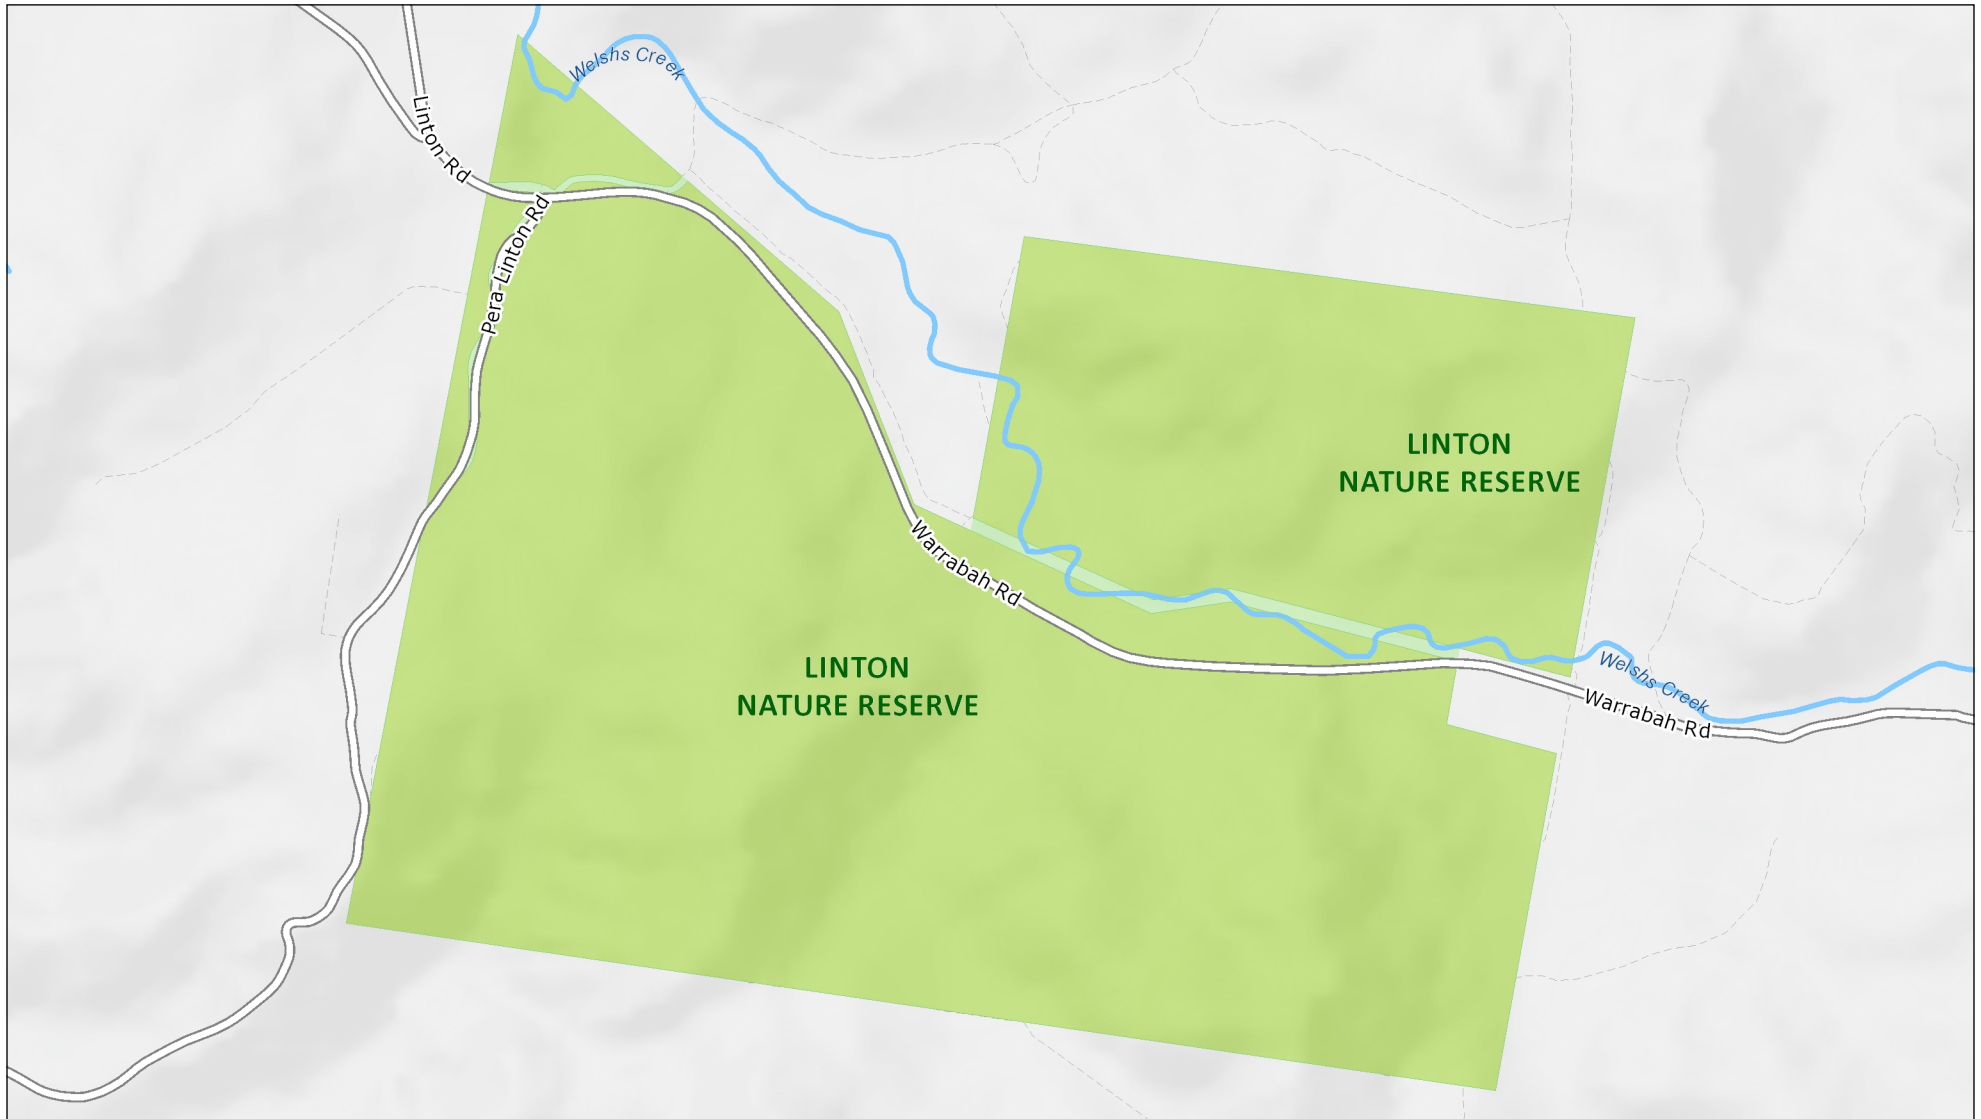 Welshs Creek
Linton Rd
Pera-Linton-Rd
LINTON
NATURE RESERVE
Warrabah-Rd
LINTON
NATURE RESERVE
Welshs Creek
Warrabah-Rd